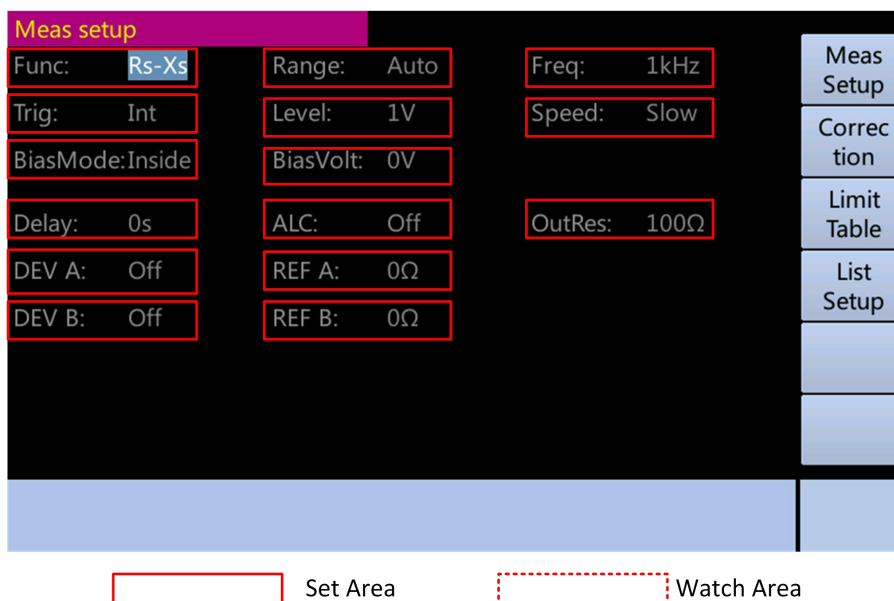 Meas setup
Func: Rs-Xs Range: Auto Freq: 1kHz
Trig: Int Level: 1V Speed: Slow
BiasMode:Inside BiasVolt: 0V
Delay: 0s ALC: Off OutRes: 100Ω
DEV A: Off REF A: 0Ω
DEV B: Off REF B: 0Ω
Meas
Setup
Correc
tion
Limit
Table
List
Setup
Set Area Watch Area